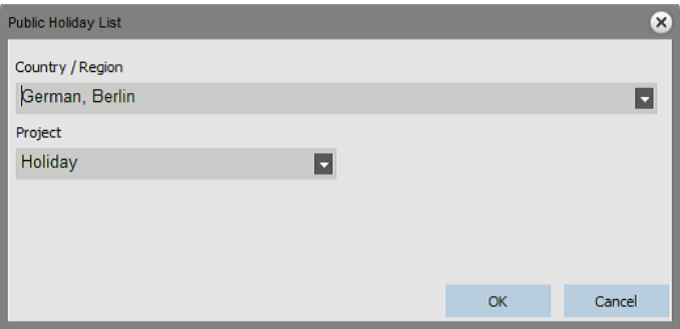 Public Holiday List
Country / Region
German, Berlin
Project
Holiday
OK
Cancel